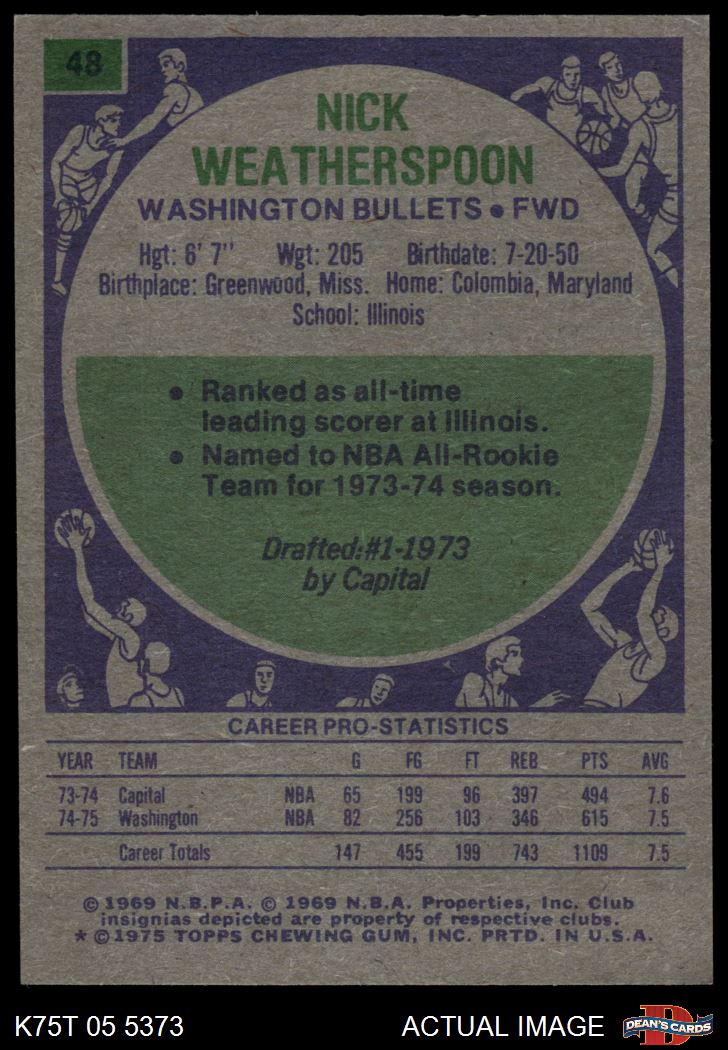 48
NICK
WEATHERSPOON
WASHINGTON BULLETS • FWD
Hgt: 6' 7" Wgt: 205 Birthdate: 7-20-50
Birthplace: Greenwood, Miss. Home: Colombia, Maryland
School: Illinois
• Ranked as all-time
leading scorer at Illinois.
• Named to NBA All-Rookie
Team for 1973-74 season.
Drafted:#1-1973
by Capital
CAREER PRO-STATISTICS
YEAR TEAM G FG FT REB PTS AVG
73-74 Capital NBA 65 199 96 397 494 7.6
74-75 Washington NBA 82 256 103 346 615 7.5
Career Totals 147 455 199 743 1109 7.5
© 1969 N.B.P.A. © 1969 N.B.A. Properties, Inc. Club
insignias depicted are property of respective clubs.
* © 1975 TOPPS CHEWING GUM, INC. PRTD. IN U.S.A.
K75T 05 5373 ACTUAL IMAGE D DEAN'S CARDS